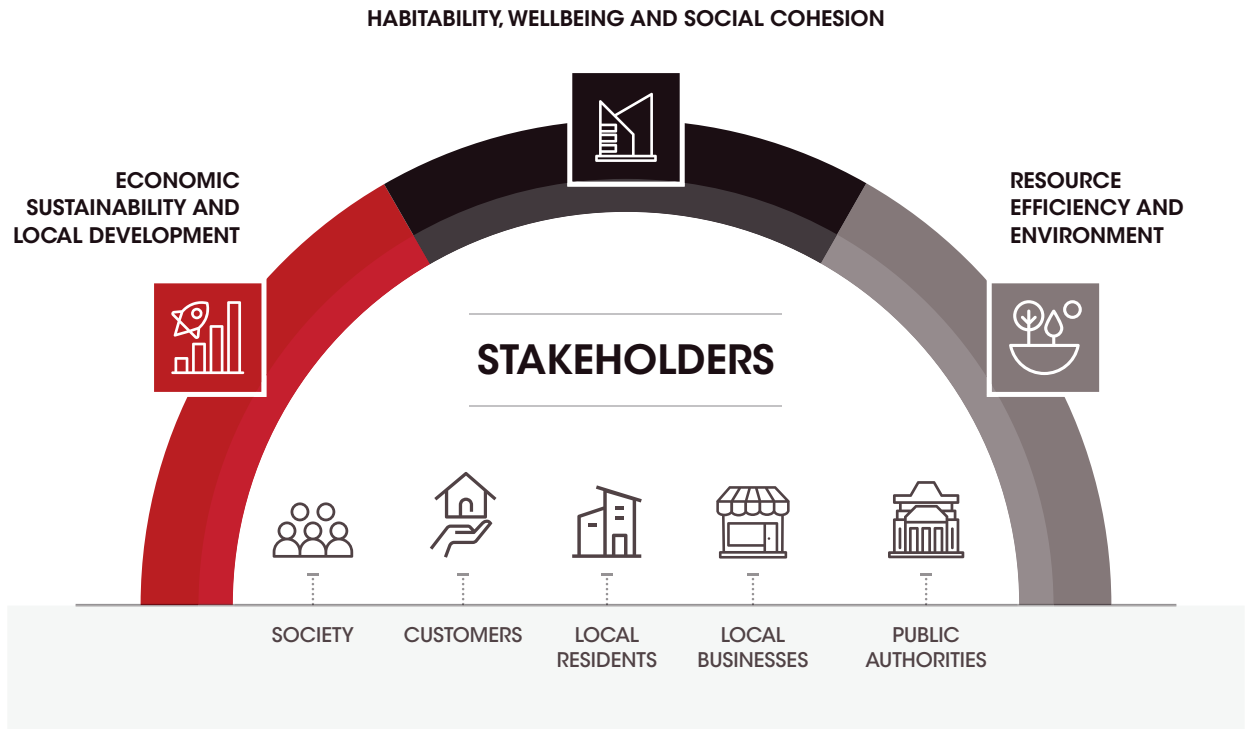 HABITABILITY, WELLBEING AND SOCIAL COHESION
ECONOMIC
SUSTAINABILITY AND
LOCAL DEVELOPMENT
RESOURCE
EFFICIENCY AND
ENVIRONMENT
STAKEHOLDERS
SOCIETY
CUSTOMERS
LOCAL
RESIDENTS
LOCAL
BUSINESSES
PUBLIC
AUTHORITIES